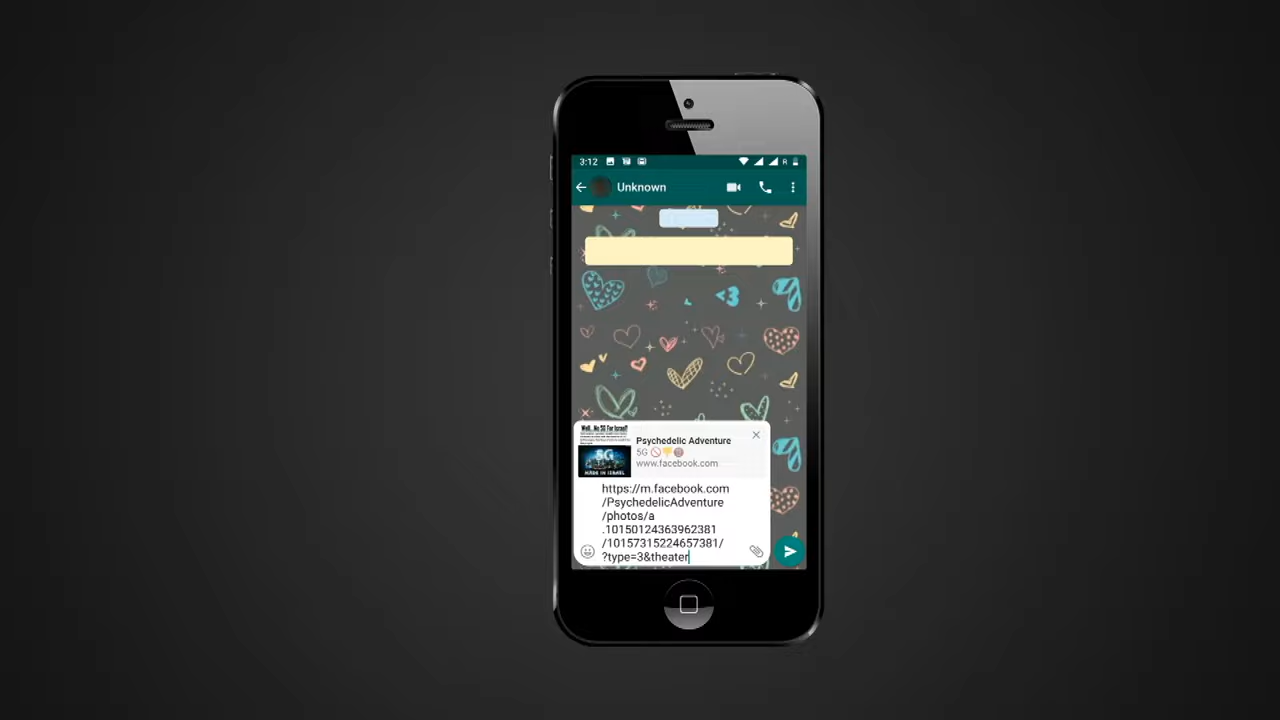 3:12
R
Unknown
<3
Well...No 5G For Israel!
5G
MADE IN ISRAEL
Psychedelic Adventure
5G 🚫🏆
www.facebook.com
https://m.facebook.com
/PsychedelicAdventure
/photos/a
.10150124363962381
/10157315224657381/
?type=3&theater